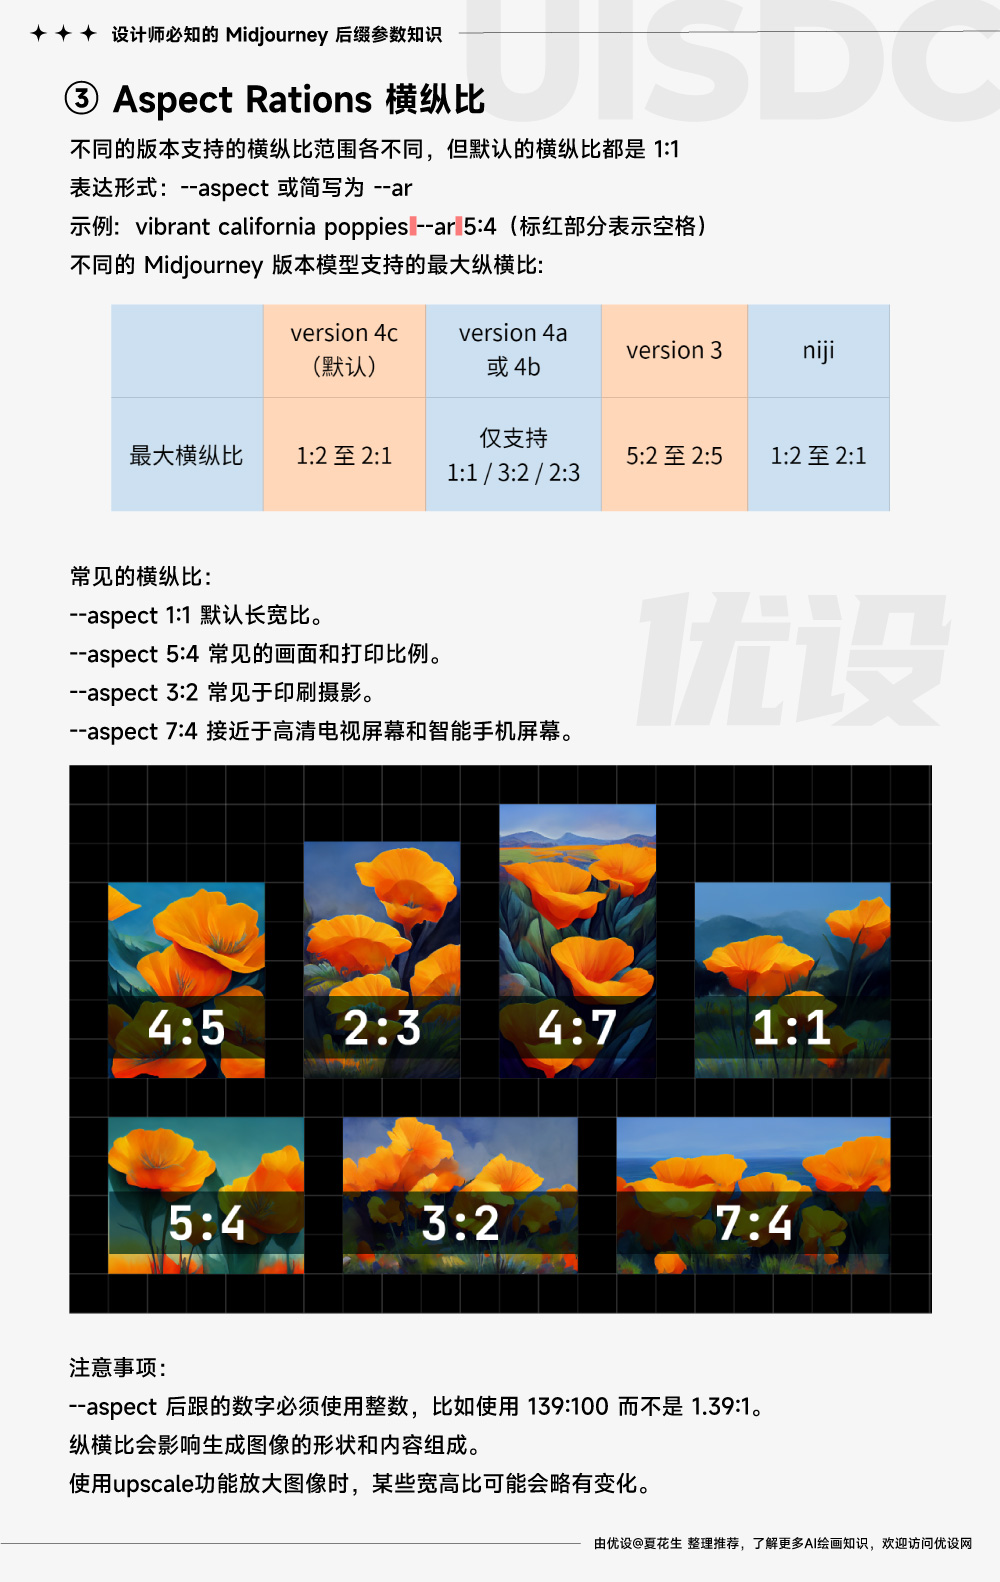 设计师必知的 Midjourney 后缀参数知识
UISDC
③ Aspect Rations 横纵比
不同的版本支持的横纵比范围各不同，但默认的横纵比都是 1:1
表达形式：--aspect 或简写为 --ar
示例：vibrant california poppies --ar 5:4（标红部分表示空格）
不同的 Midjourney 版本模型支持的最大纵横比:
version 4c
（默认）
version 4a
或 4b
version 3
niji
最大横纵比
1:2 至 2:1
仅支持
1:1 / 3:2 / 2:3
5:2 至 2:5
1:2 至 2:1
常见的横纵比：
--aspect 1:1 默认长宽比。
--aspect 5:4 常见的画面和打印比例。
--aspect 3:2 常见于印刷摄影。
--aspect 7:4 接近于高清电视屏幕和智能手机屏幕。
优设
4:5
2:3
4:7
1:1
5:4
3:2
7:4
注意事项：
--aspect 后跟的数字必须使用整数，比如使用 139:100 而不是 1.39:1。
纵横比会影响生成图像的形状和内容组成。
使用upscale功能放大图像时，某些宽高比可能会略有变化。
由优设@夏花生 整理推荐，了解更多AI绘画知识，欢迎访问优设网